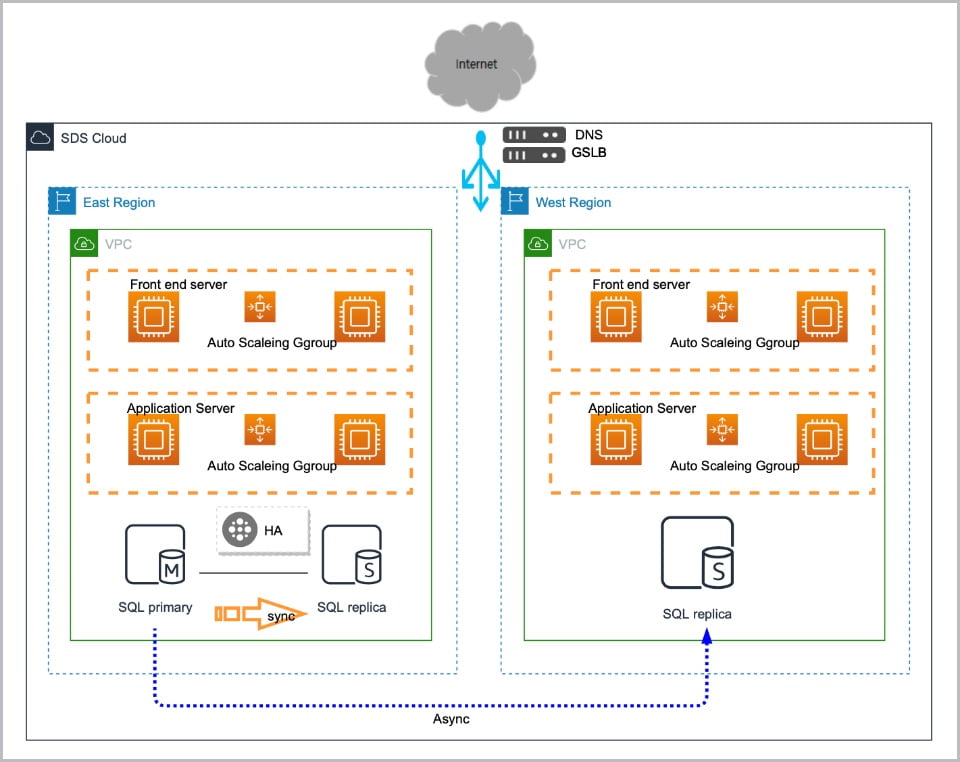 Internet
DNS
GSLB
SDS Cloud
East Region
West Region
VPC
VPC
Front end server
Auto Scaleing Ggroup
Front end server
Auto Scaleing Ggroup
Application Server
Auto Scaleing Ggroup
Application Server
Auto Scaleing Ggroup
HA
M
S
S
SQL primary
sync
SQL replica
SQL replica
Async